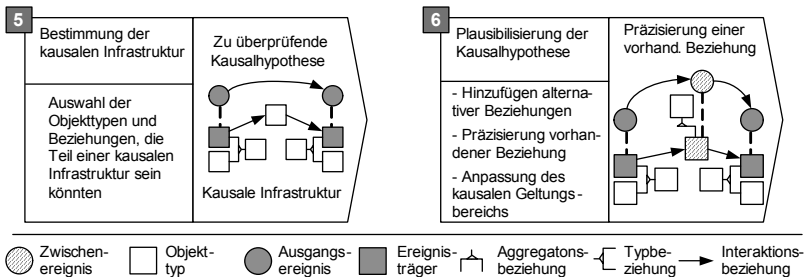 5
Bestimmung der
kausalen Infrastruktur
Auswahl der
Objekttypen und
Beziehungen, die
Teil einer kausalen
Infrastruktur sein
könnten
Zu überprüfende
Kausalhypothese
Kausale Infrastruktur
6
Plausibilisierung der
Kausalhypothese
- Hinzufügen alterna-
tiver Beziehungen
- Präzisierung vorhan-
dener Beziehung
- Anpassung des
kausalen Geltungs-
bereichs
Präzisierung einer
vorhand. Beziehung
Zwischen-
ereignis
Objekt-
typ
Ausgangs-
ereignis
Ereignis-
träger
Aggregatons-
beziehung
Typbe-
ziehung
Interaktions-
beziehung